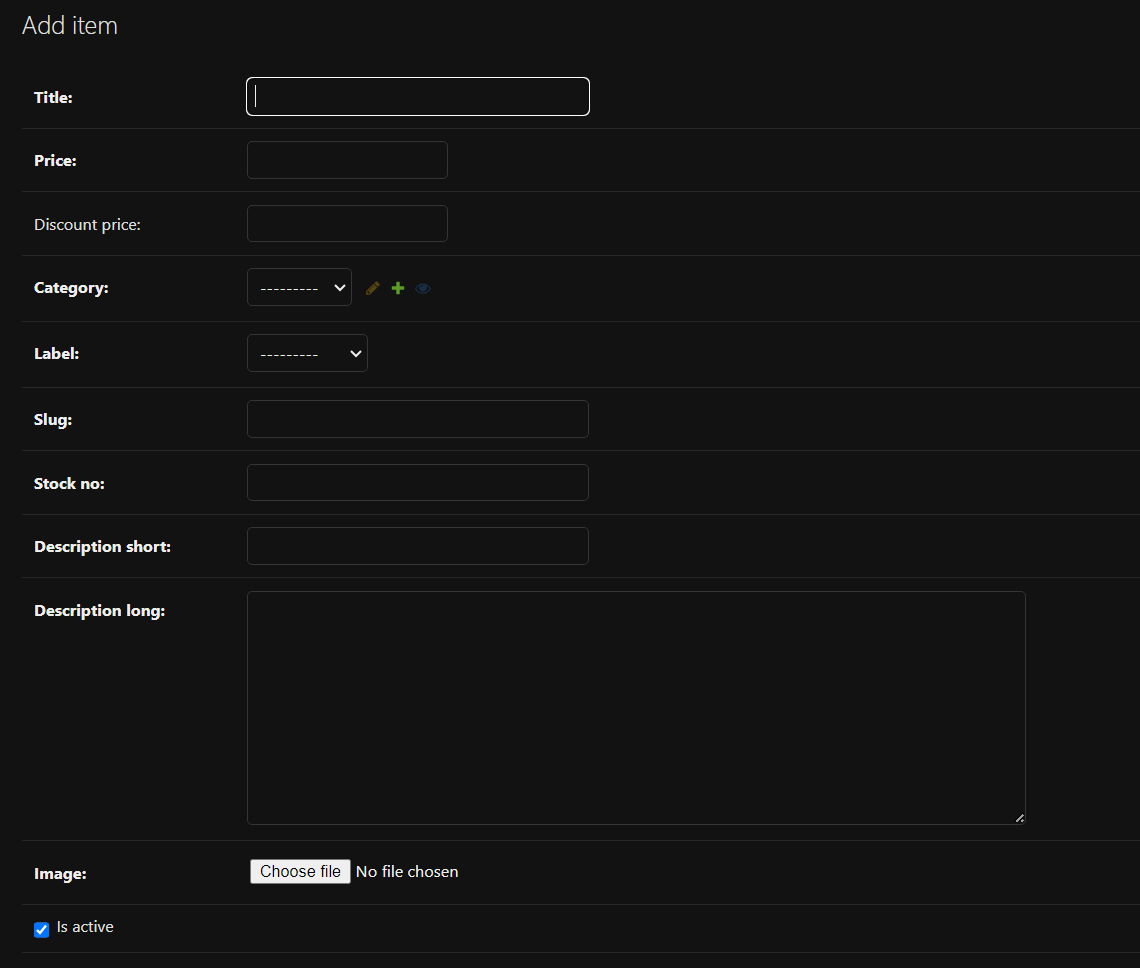 Add item
Title:
Price:
Discount price:
Category: ---------
Label: ---------
Slug:
Stock no:
Description short:
Description long:
Image: Choose file No file chosen
Is active